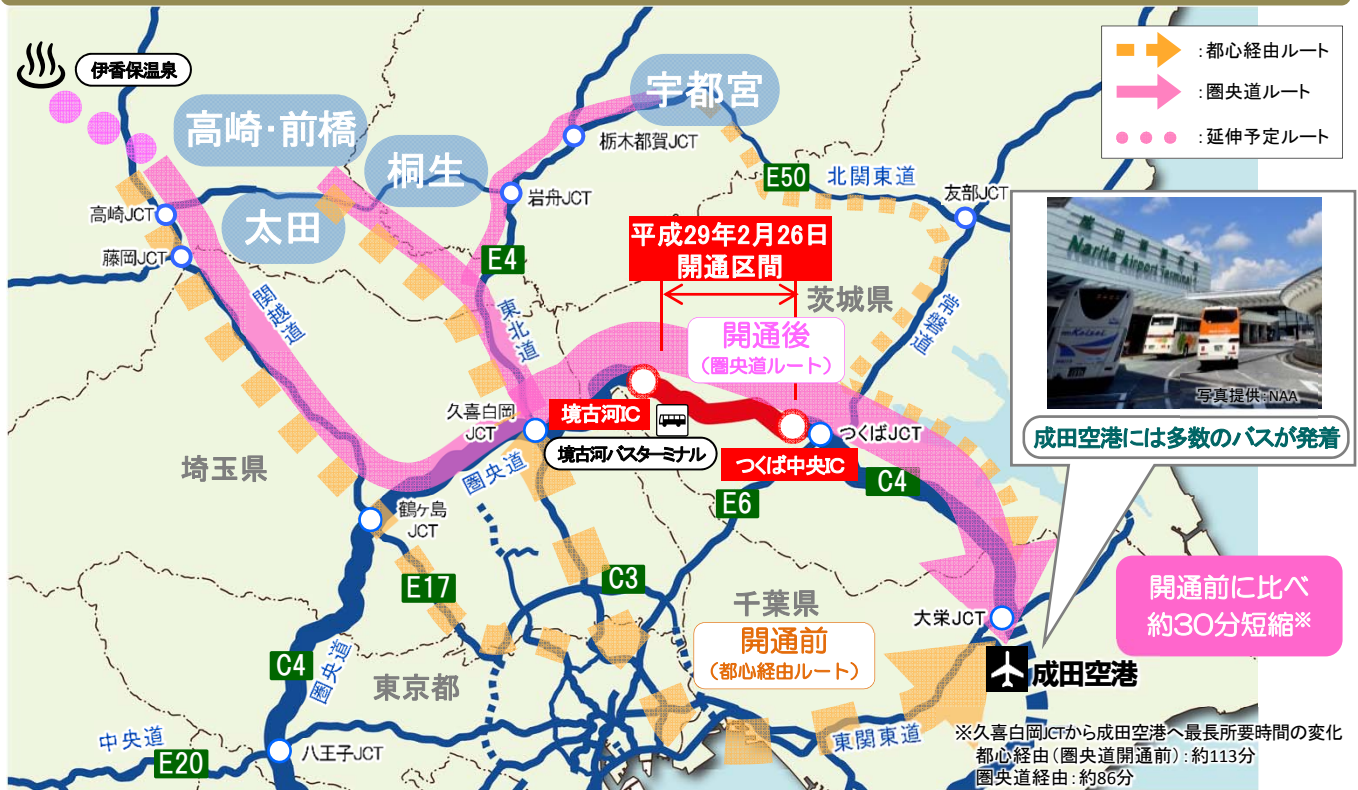 伊香保温泉
高崎・前橋
桐生
太田
宇都宮
:都心経由ルート
:圏央道ルート
:延伸予定ルート
栃木都賀JCT
岩舟JCT
高崎JCT
藤岡JCT
E50
北関東道
友部JCT
平成29年2月26日
開通区間
E4
茨城県
関越道
東北道
常磐道
開通後
(圏央道ルート)
成田国際空港
Narita Airport Terminal
写真提供:NAA
成田空港には多数のバスが発着
久喜白岡
JCT
境古河IC
境古河バスターミナル
つくばJCT
つくば中央IC
圏央道
埼玉県
C4
E6
鶴ヶ島
JCT
E17
C3
千葉県
大栄JCT
開通前
(都心経由ルート)
開通前に比べ
約30分短縮※
成田空港
C4
圏央道
東京都
中央道
E20
八王子JCT
東関東道
※久喜白岡JCTから成田空港へ最長所要時間の変化
都心経由(圏央道開通前):約113分
圏央道経由:約86分